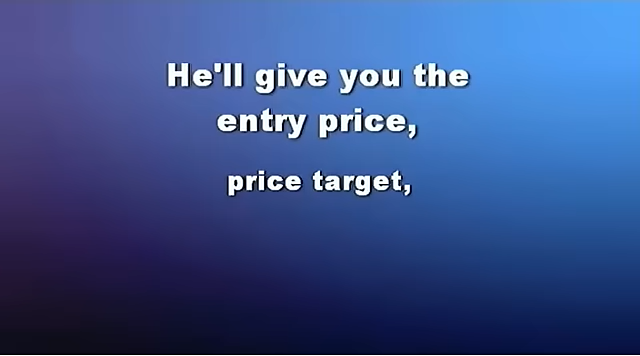 He'll give you the
entry price,
price target,